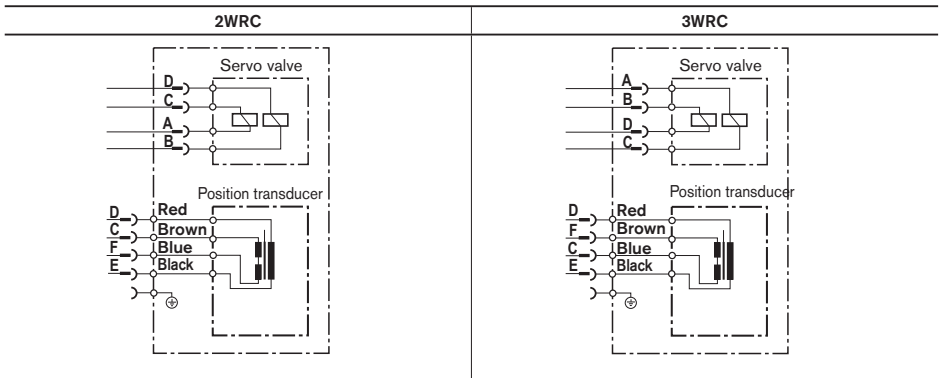 2WRC
3WRC
Servo valve
D
C
A
B
Position transducer
D Red
C Brown
F Blue
E Black
Servo valve
A
B
D
C
Position transducer
D Red
F Brown
C Blue
E Black